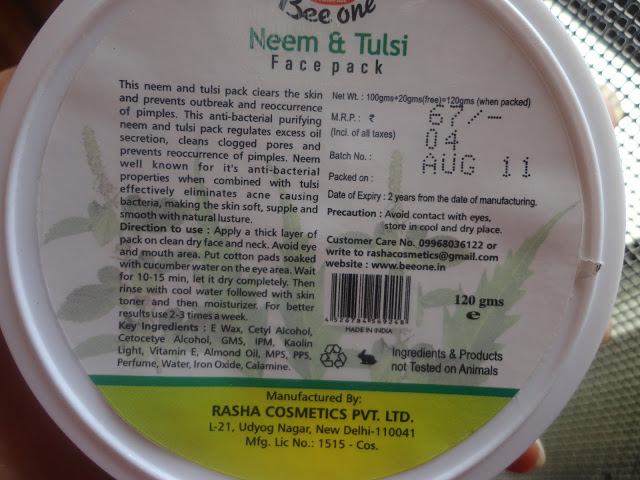 Bee one
Neem & Tulsi
Face pack
This neem and tulsi pack clears the skin
and prevents outbreak and reoccurrence
of pimples. This anti-bacterial purifying
neem and tulsi pack regulates excess oil
secretion, cleans clogged pores and
prevents reoccurrence of pimples. Neem
well known for it's anti-bacterial
properties when combined with tulsi
effectively eliminates acne causing
bacteria, making the skin soft, supple and
smooth with natural lusture.
Direction to use : Apply a thick layer of
pack on clean dry face and neck. Avoid eye
and mouth area. Put cotton pads soaked
with cucumber water on the eye area. Wait
for 10-15 min, let it dry completely. Then
rinse with cool water followed with skin
toner and then moisturizer. For better
results use 2-3 times a week.
Key Ingredients : E Wax, Cetyl Alcohol,
Cetocetye Alcohol, GMS, IPM, Kaolin
Light, Vitamin E, Almond Oil, MPS, PPS,
Perfume, Water, Iron Oxide, Calamine.
Net Wt. : 100gms+20gms(free)=120gms (when packed)
M.R.P. : ₹ 67/-
(Incl. of all taxes)
Batch No. : 04
Packed on : AUG 11
Date of Expiry : 2 years from the date of manufacturing.
Precaution : Avoid contact with eyes,
store in cool and dry place.
Customer Care No. 09968036122 or
write to rashacosmetics@gmail.com
website : www.beeone.in
120 gms
e
MADE IN INDIA
Ingredients & Products
not Tested on Animals
Manufactured By:
RASHA COSMETICS PVT. LTD.
L-21, Udyog Nagar, New Delhi-110041
Mfg. Lic No.: 1515 - Cos.